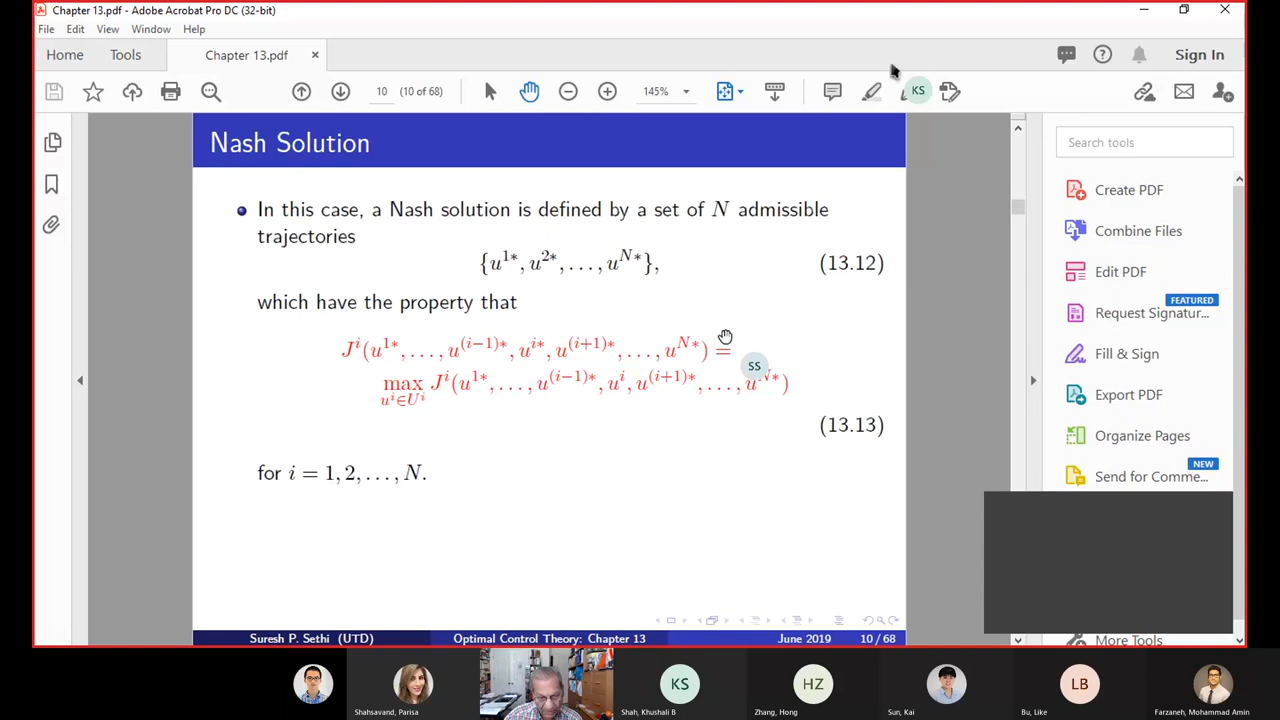 Chapter 13.pdf - Adobe Acrobat Pro DC (32-bit)
File Edit View Window Help
Home Tools Chapter 13.pdf × Sign In
10 (10 of 68) 145% KS
Nash Solution
Search tools
In this case, a Nash solution is defined by a set of N admissible
trajectories
{u^{1*}, u^{2*}, . . . , u^{N*}}, (13.12)
which have the property that
J^i(u^{1*}, . . . , u^{(i−1)*}, u^{i*}, u^{(i+1)*}, . . . , u^{N*}) =
SS
max_{u^i∈U^i} J^i(u^{1*}, . . . , u^{(i−1)*}, u^i, u^{(i+1)*}, . . . , u^{N*})
(13.13)
for i = 1, 2, . . . , N.
Create PDF
Combine Files
Edit PDF
FEATURED
Request Signatur...
Fill & Sign
Export PDF
Organize Pages
NEW
Send for Comme...
More Tools
Suresh P. Sethi (UTD) Optimal Control Theory: Chapter 13 June 2019 10 / 68
KS HZ LB
Shahsavand, Parisa Shah, Khushali B Zhang, Hong Sun, Kai Bu, Like Farzaneh, Mohammad Amin